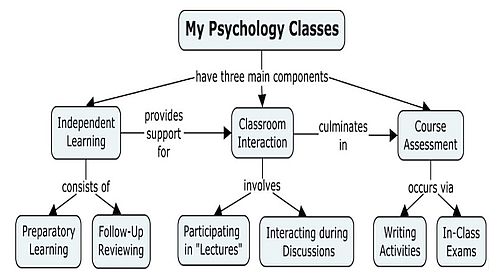 My Psychology Classes
have three main components
Independent
Learning
provides
support
for
Classroom
Interaction
culminates
in
Course
Assessment
consists of
involves
occurs via
Preparatory
Learning
Follow-Up
Reviewing
Participating
in "Lectures"
Interacting during
Discussions
Writing
Activities
In-Class
Exams